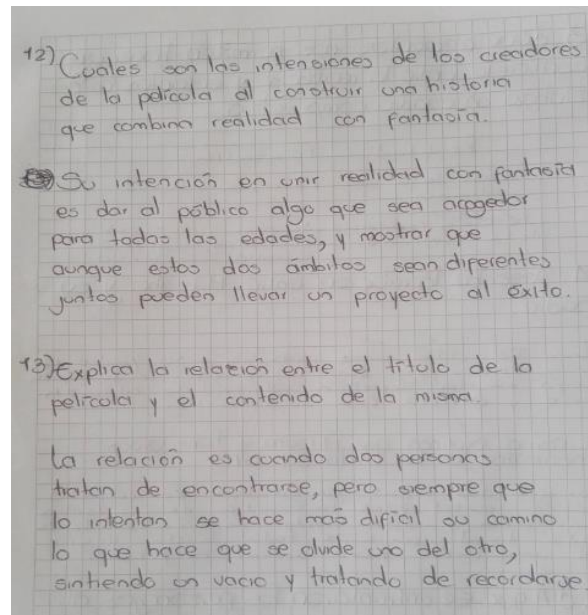 12) Cuales son las intensiones de los creadores
de la película al construir una historia
que combina realidad con fantasía.
Su intención en unir realidad con fantasía
es dar al público algo que sea acogedor
para todas las edades, y mostrar que
aunque estos dos ámbitos sean diferentes
juntos pueden llevar un proyecto al éxito.
13) Explica la relación entre el título de la
película y el contenido de la misma.
La relación es cuando dos personas
tratan de encontrarse, pero siempre que
lo intentan se hace más dificil su camino
lo que hace que se olvide uno del otro,
sintiendo un vacio y tratando de recordarse